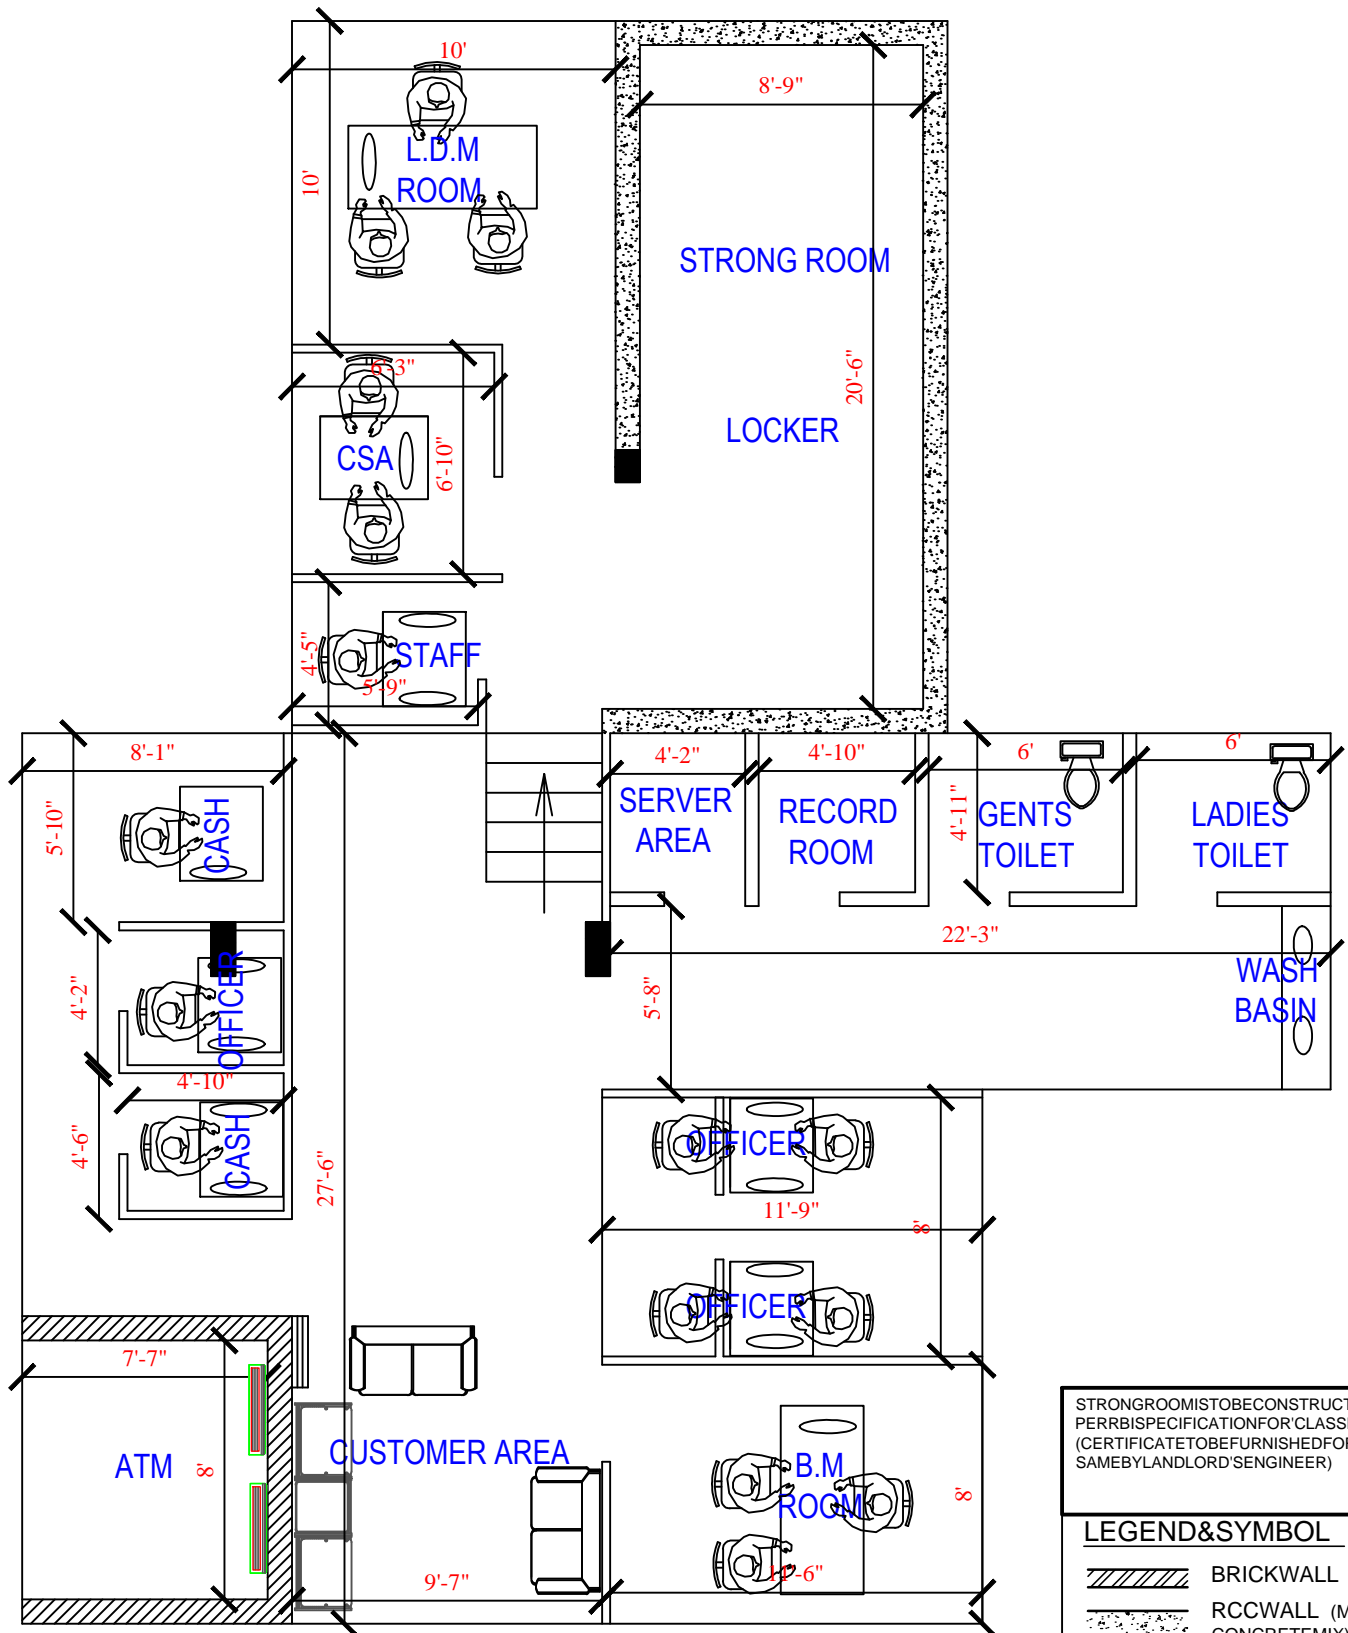 10'
8'-9"
L.D.M
ROOM
10'
STRONG ROOM
6'-3"
20'-6"
LOCKER
CSA
6'-10"
4'-5"
STAFF
5'-9"
8'-1"
4'-2"
4'-10"
6'
6'
5'-10"
CASH
SERVER
AREA
RECORD
ROOM
4'-11"
GENTS
TOILET
LADIES
TOILET
22'-3"
4'-2"
OFFICER
5'-8"
WASH
BASIN
4'-10"
4'-6"
CASH
27'-6"
OFFICER
11'-9"
8'
OFFICER
7'-7"
ATM
8'
CUSTOMER AREA
B.M
ROOM
8'
9'-7"
11'-6"
STRONGROOMISTOBECONSTRUCT
PERRBISPECIFICATIONFOR'CLASS
(CERTIFICATETOBEFURNISHEDFOR
SAMEBYLANDLORD'SENGINEER)
LEGEND&SYMBOL
BRICKWALL
RCCWALL (M